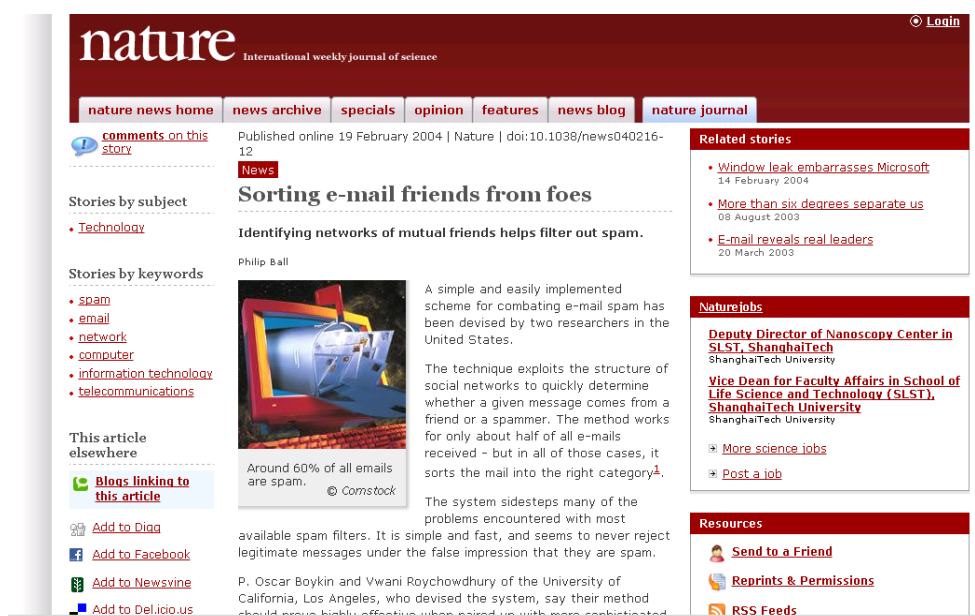 Login
nature International weekly journal of science
nature news home
news archive
specials
opinion
features
news blog
nature journal
comments on this
story
Stories by subject
Technology
Stories by keywords
spam
email
network
computer
information technology
telecommunications
This article
elsewhere
Blogs linking to
this article
Add to Digg
Add to Facebook
Add to Newsvine
Add to Del.icio.us
Published online 19 February 2004 | Nature | doi:10.1038/news040216-
12
News
Sorting e-mail friends from foes
Identifying networks of mutual friends helps filter out spam.
Philip Ball
Around 60% of all emails
are spam.
© Comstock
A simple and easily implemented
scheme for combating e-mail spam has
been devised by two researchers in the
United States.
The technique exploits the structure of
social networks to quickly determine
whether a given message comes from a
friend or a spammer. The method works
for only about half of all e-mails
received - but in all of those cases, it
sorts the mail into the right category1.
The system sidesteps many of the
problems encountered with most
available spam filters. It is simple and fast, and seems to never reject
legitimate messages under the false impression that they are spam.
P. Oscar Boykin and Vwani Roychowdhury of the University of
California, Los Angeles, who devised the system, say their method
should prove highly effective when paired up with more sophisticated
Related stories
Window leak embarrasses Microsoft
14 February 2004
More than six degrees separate us
08 August 2003
E-mail reveals real leaders
20 March 2003
Naturejobs
Deputy Director of Nanoscopy Center in
SLST, ShanghaiTech
ShanghaiTech University
Vice Dean for Faculty Affairs in School of
Life Science and Technology (SLST),
ShanghaiTech University
ShanghaiTech University
More science jobs
Post a job
Resources
Send to a Friend
Reprints & Permissions
RSS Feeds